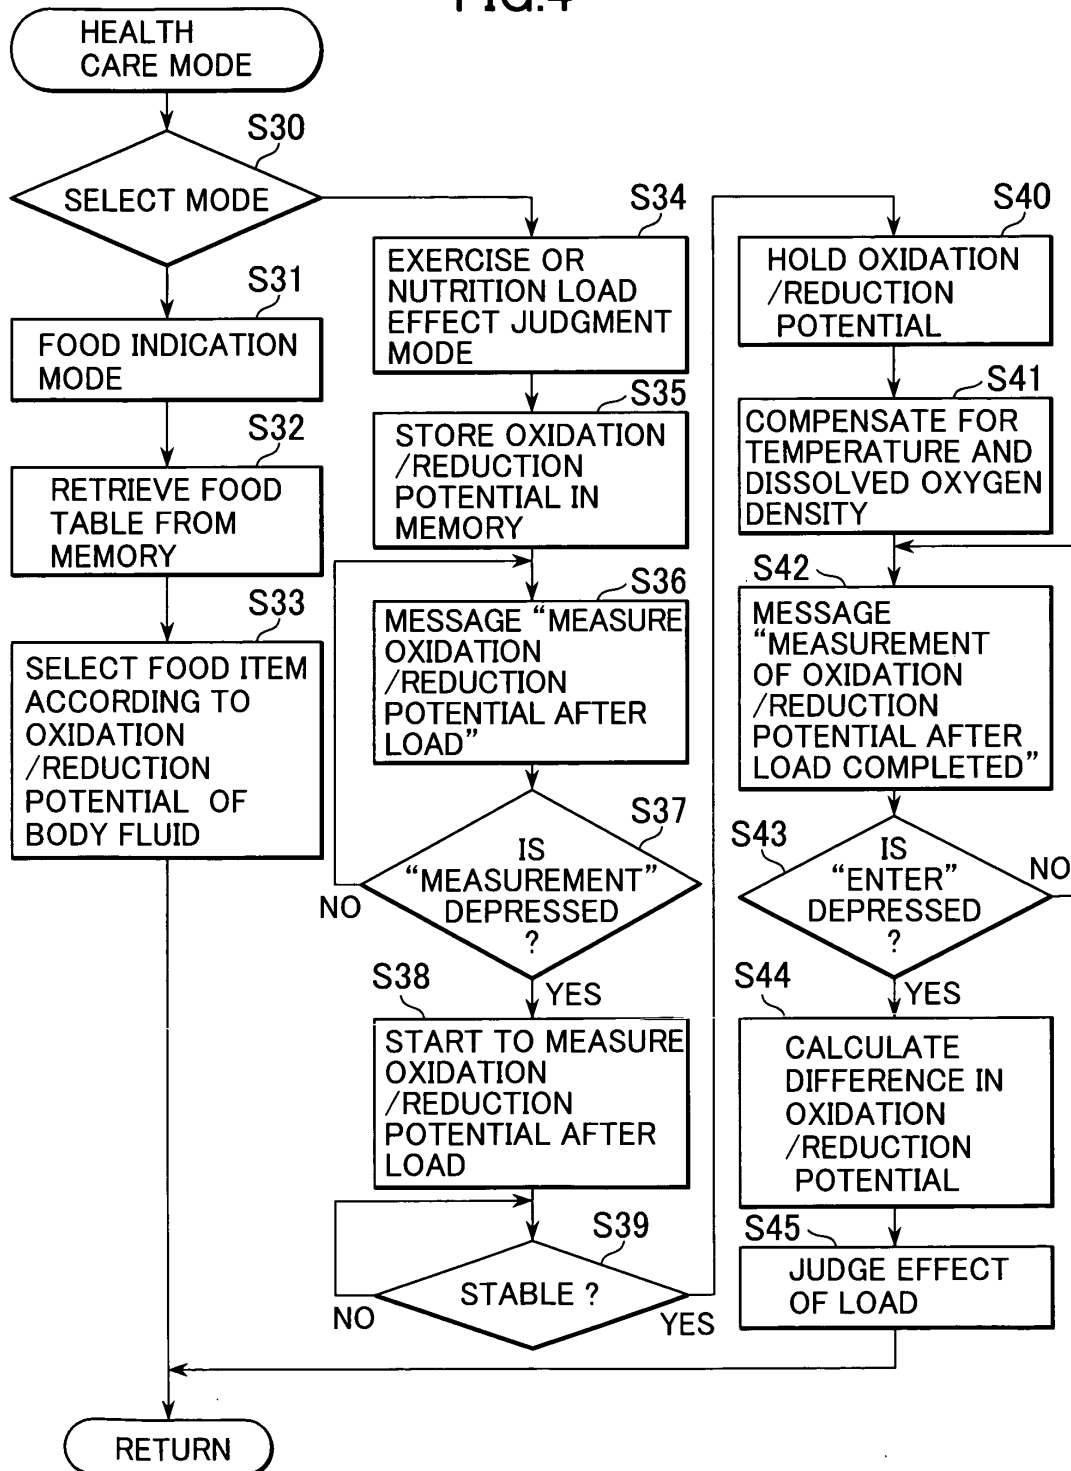 FIG.4
HEALTH
CARE MODE
S30
SELECT MODE
S31
FOOD INDICATION
MODE
S32
RETRIEVE FOOD
TABLE FROM
MEMORY
S33
SELECT FOOD ITEM
ACCORDING TO
OXIDATION
/REDUCTION
POTENTIAL OF
BODY FLUID
S34
EXERCISE OR
NUTRITION LOAD
EFFECT JUDGMENT
MODE
S35
STORE OXIDATION
/REDUCTION
POTENTIAL IN
MEMORY
S36
MESSAGE “MEASURE
OXIDATION
/REDUCTION
POTENTIAL AFTER
LOAD”
S37
IS
“MEASUREMENT”
DEPRESSED
?
NO
YES
S38
START TO MEASURE
OXIDATION
/REDUCTION
POTENTIAL AFTER
LOAD
S39
STABLE ?
NO
YES
S40
HOLD OXIDATION
/REDUCTION
POTENTIAL
S41
COMPENSATE FOR
TEMPERATURE AND
DISSOLVED OXYGEN
DENSITY
S42
MESSAGE
“MEASUREMENT
OF OXIDATION
/REDUCTION
POTENTIAL AFTER
LOAD COMPLETED”
S43
IS
“ENTER”
DEPRESSED
?
NO
YES
S44
CALCULATE
DIFFERENCE IN
OXIDATION
/REDUCTION
POTENTIAL
S45
JUDGE EFFECT
OF LOAD
RETURN